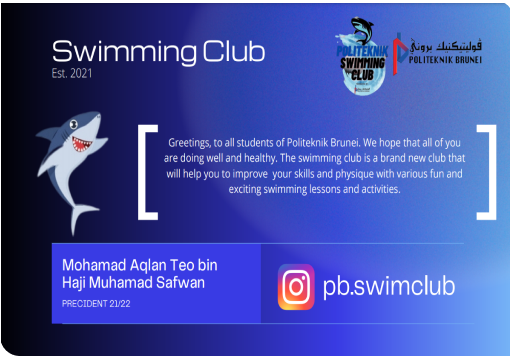 Swimming Club
Est. 2021
POLITEKNIK
SWIMMING
CLUB
ڤوليتيكنيك بروني
POLITEKNIK BRUNEI
Greetings, to all students of Politeknik Brunei. We hope that all of you
are doing well and healthy. The swimming club is a brand new club that
will help you to improve your skills and physique with various fun and
exciting swimming lessons and activities.
Mohamad Aqlan Teo bin
Haji Muhamad Safwan
PRECIDENT 21/22
pb.swimclub